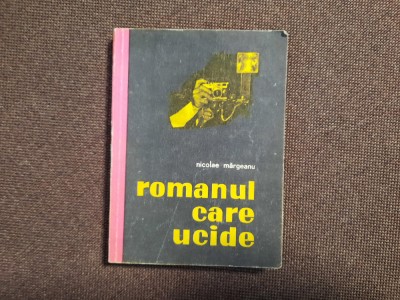 nicolae mărgeanu
romanul
care
ucide